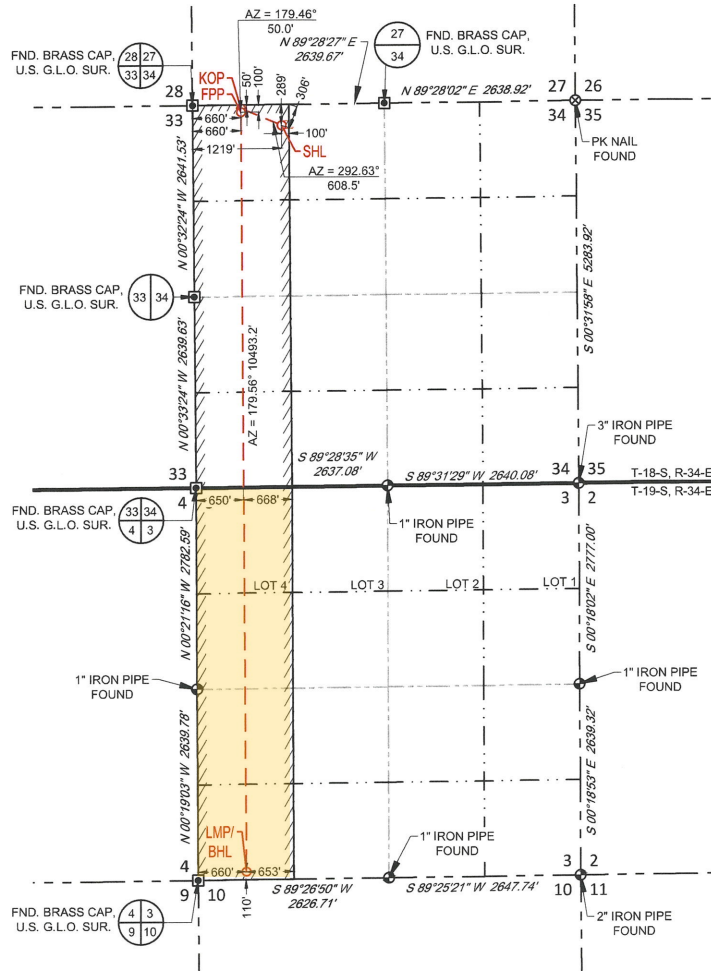 AZ = 179.46°
50.0'
N 89°28'27" E
2639.67'
FND. BRASS CAP,
U.S. G.L.O. SUR.
28 27
33 34
FND. BRASS CAP,
U.S. G.L.O. SUR.
27
34
KOP
FPP
50'
100'
289'
306'
N 89°28'02" E 2638.92'
28
33
27 26
34 35
PK NAIL
FOUND
660'
660'
1219'
100'
SHL
AZ = 292.63°
608.5'
N 00°32'24" W 2641.53'
FND. BRASS CAP,
U.S. G.L.O. SUR.
33 34
S 00°31'58" E 5283.92'
N 00°33'24" W 2639.63'
AZ = 179.56° 10493.2'
3" IRON PIPE
FOUND
S 89°28'35" W
2637.08'
S 89°31'29" W 2640.08'
33
4
34 35
3 2
T-18-S, R-34-E
T-19-S, R-34-E
650' 668'
FND. BRASS CAP,
U.S. G.L.O. SUR.
33 34
4 3
1" IRON PIPE
FOUND
N 00°21'16" W 2782.59'
LOT 4
LOT 3
LOT 2
LOT 1
S 00°18'02" E 2777.00'
1" IRON PIPE
FOUND
1" IRON PIPE
FOUND
N 00°19'03" W 2639.78'
S 00°18'53" E 2639.32'
LMP/
BHL
1" IRON PIPE
FOUND
4
9 10
660' 653'
110'
S 89°26'50" W
2626.71'
S 89°25'21" W 2647.74'
3 2
10 11
FND. BRASS CAP,
U.S. G.L.O. SUR.
4 3
9 10
2" IRON PIPE
FOUND